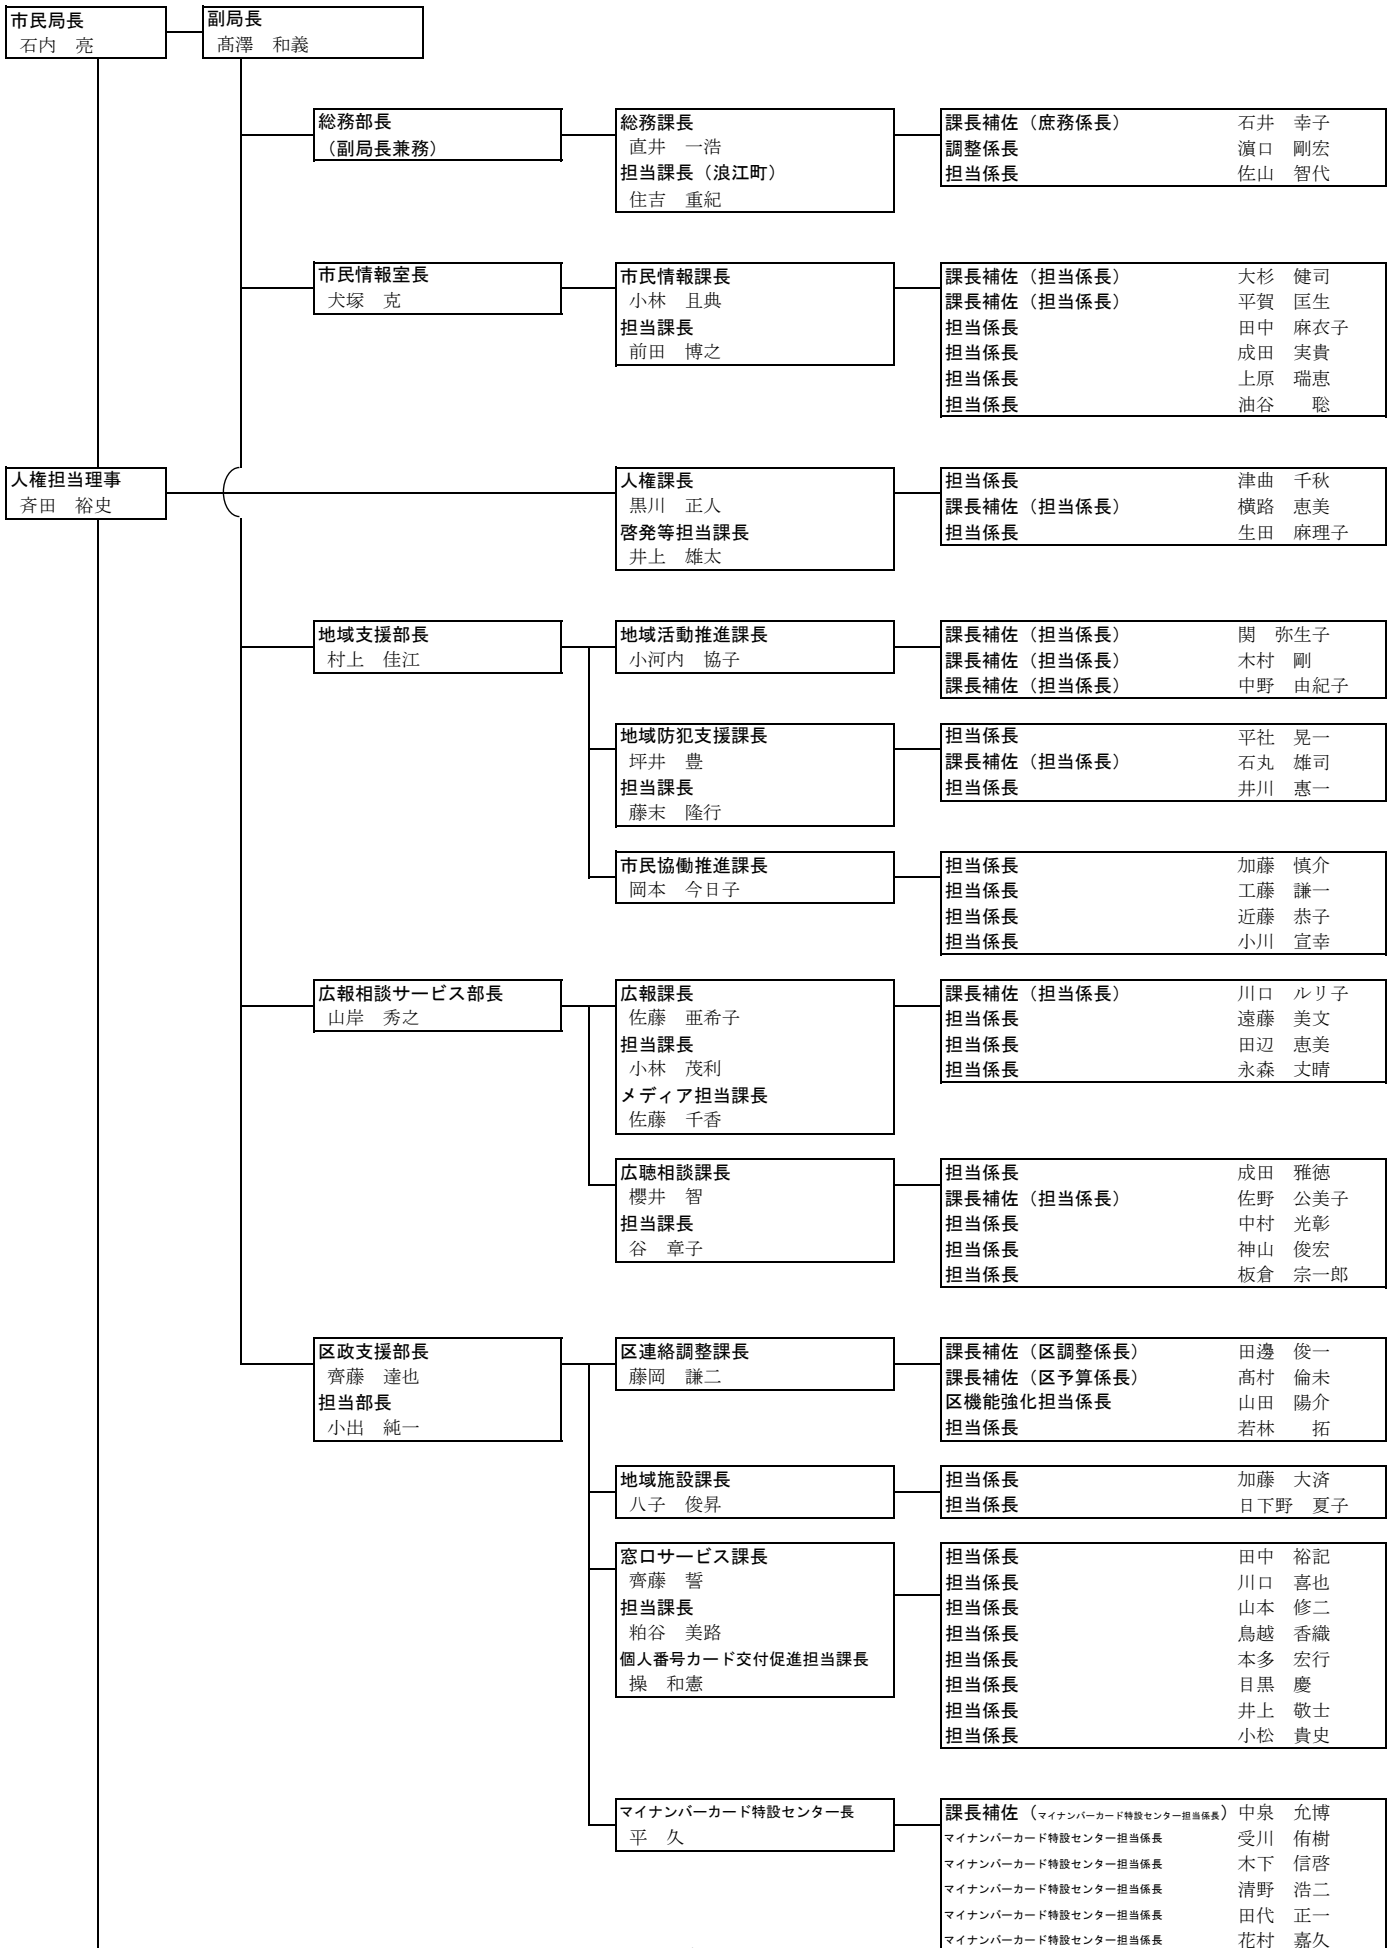 市民局長
石内　亮
副局長
髙澤　和義
総務部長
（副局長兼務）
総務課長
直井　一浩
担当課長（浪江町）
住吉　重紀
課長補佐（庶務係長）　石井　幸子
調整係長　濵口　剛宏
担当係長　佐山　智代
市民情報室長
犬塚　克
市民情報課長
小林　且典
担当課長
前田　博之
課長補佐（担当係長）　大杉　健司
課長補佐（担当係長）　平賀　匡生
担当係長　田中　麻衣子
担当係長　成田　実貴
担当係長　上原　瑞恵
担当係長　油谷　聡
人権担当理事
斉田　裕史
人権課長
黒川　正人
啓発等担当課長
井上　雄太
担当係長　津曲　千秋
課長補佐（担当係長）　横路　恵美
担当係長　生田　麻理子
地域支援部長
村上　佳江
地域活動推進課長
小河内　協子
課長補佐（担当係長）　関　弥生子
課長補佐（担当係長）　木村　剛
課長補佐（担当係長）　中野　由紀子
地域防犯支援課長
坪井　豊
担当課長
藤末　隆行
担当係長　平社　晃一
課長補佐（担当係長）　石丸　雄司
担当係長　井川　惠一
市民協働推進課長
岡本　今日子
担当係長　加藤　慎介
担当係長　工藤　謙一
担当係長　近藤　恭子
担当係長　小川　宣幸
広報相談サービス部長
山岸　秀之
広報課長
佐藤　亜希子
担当課長
小林　茂利
メディア担当課長
佐藤　千香
課長補佐（担当係長）　川口　ルリ子
担当係長　遠藤　美文
担当係長　田辺　恵美
担当係長　永森　丈晴
広聴相談課長
櫻井　智
担当課長
谷　章子
担当係長　成田　雅徳
課長補佐（担当係長）　佐野　公美子
担当係長　中村　光彰
担当係長　神山　俊宏
担当係長　板倉　宗一郎
区政支援部長
齊藤　達也
担当部長
小出　純一
区連絡調整課長
藤岡　謙二
課長補佐（区調整係長）　田邊　俊一
課長補佐（区予算係長）　髙村　倫未
区機能強化担当係長　山田　陽介
担当係長　若林　拓
地域施設課長
八子　俊昇
担当係長　加藤　大済
担当係長　日下野　夏子
窓口サービス課長
齊藤　誓
担当課長
粕谷　美路
個人番号カード交付促進担当課長
操　和憲
担当係長　田中　裕記
担当係長　川口　喜也
担当係長　山本　修二
担当係長　鳥越　香織
担当係長　本多　宏行
担当係長　目黒　慶
担当係長　井上　敬士
担当係長　小松　貴史
マイナンバーカード特設センター長
平　久
課長補佐（マイナンバーカード特設センター担当係長）　中泉　允博
マイナンバーカード特設センター担当係長　受川　侑樹
マイナンバーカード特設センター担当係長　木下　信啓
マイナンバーカード特設センター担当係長　清野　浩二
マイナンバーカード特設センター担当係長　田代　正一
マイナンバーカード特設センター担当係長　花村　嘉久